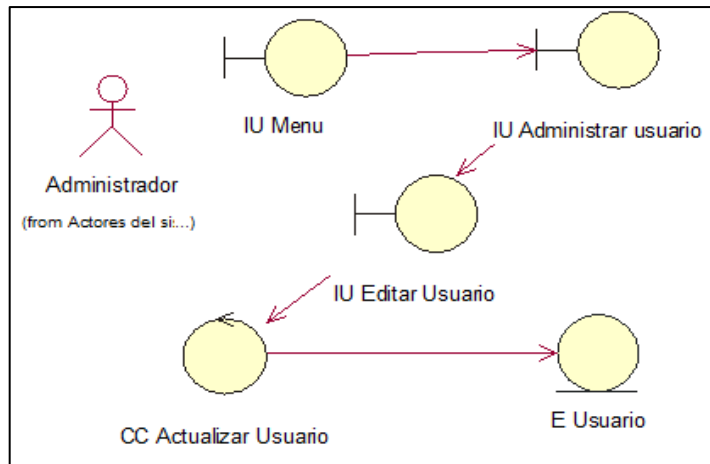 IU Menu
IU Administrar usuario
Administrador
(from Actores del si:...)
IU Editar Usuario
CC Actualizar Usuario
E Usuario